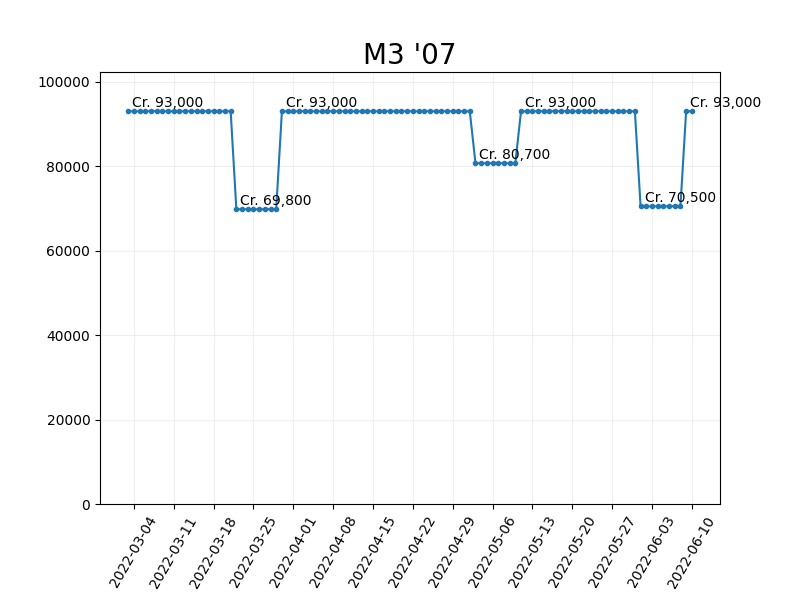 M3 '07
100000
80000
60000
40000
20000
0
Cr. 93,000
Cr. 69,800
Cr. 93,000
Cr. 80,700
Cr. 93,000
Cr. 70,500
Cr. 93,000
2022-03-04
2022-03-11
2022-03-18
2022-03-25
2022-04-01
2022-04-08
2022-04-15
2022-04-22
2022-04-29
2022-05-06
2022-05-13
2022-05-20
2022-05-27
2022-06-03
2022-06-10